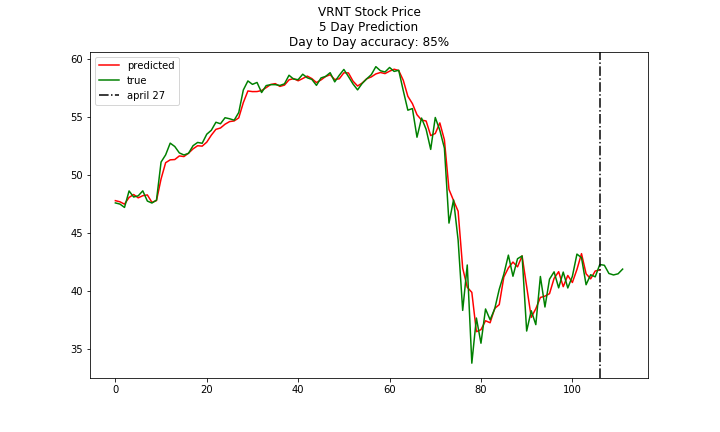 VRNT Stock Price
5 Day Prediction
Day to Day accuracy: 85%
predicted
true
april 27
60
55
50
45
40
35
0 20 40 60 80 100